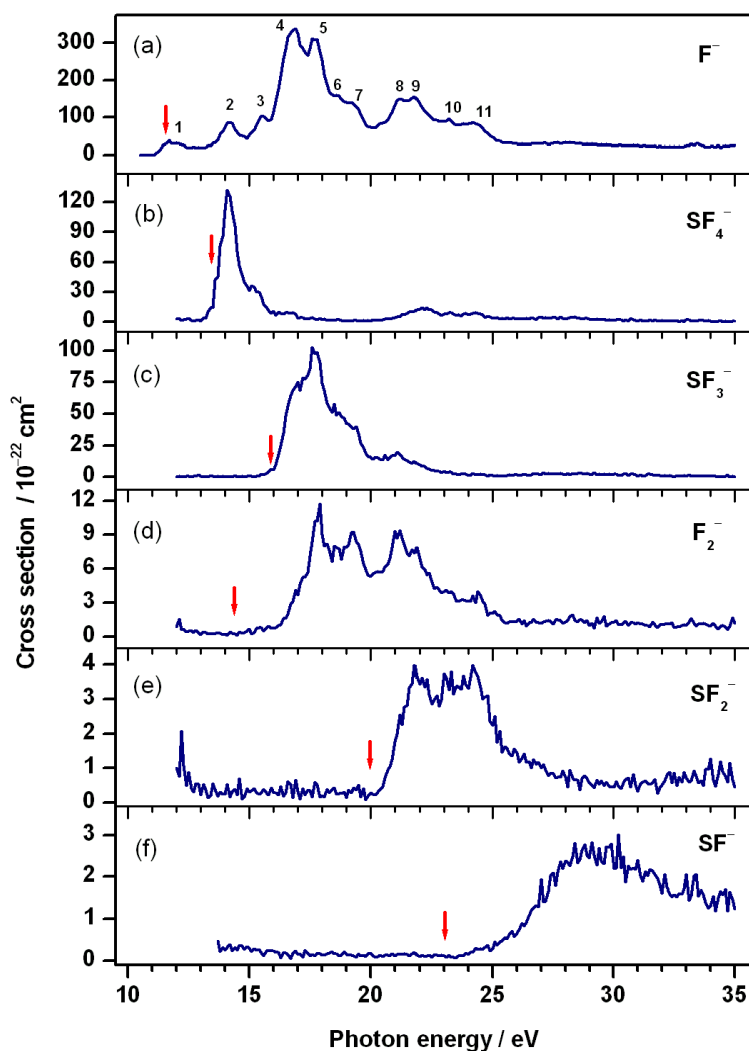 (a)
F⁻
300
200
100
0
1
2
3
4
5
6
7
8
9
10
11
(b)
SF₄⁻
120
90
60
30
0
(c)
SF₃⁻
100
75
50
25
0
(d)
F₂⁻
12
9
6
3
0
(e)
SF₂⁻
4
3
2
1
0
(f)
SF⁻
3
2
1
0
10 15 20 25 30 35
Photon energy / eV
Cross section / 10⁻²² cm²